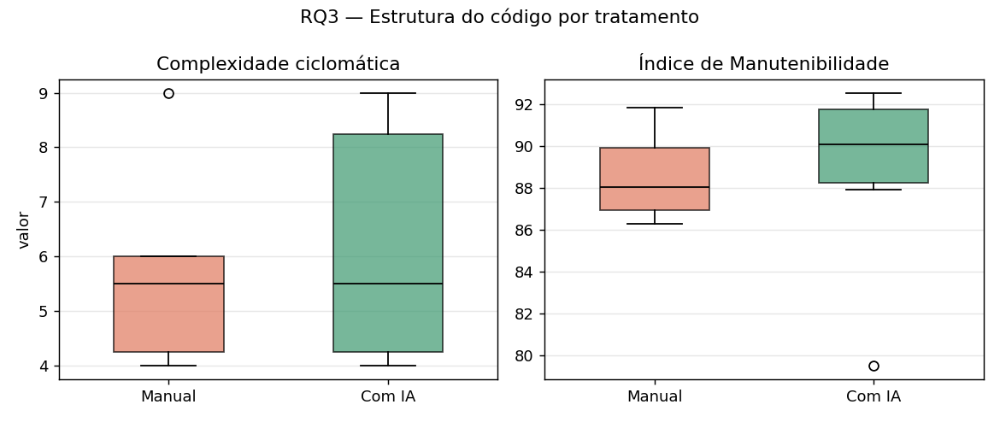 RQ3 — Estrutura do código por tratamento
Complexidade ciclomática
valor
9
8
7
6
5
4
Manual
Com IA
Índice de Manutenibilidade
92
90
88
86
84
82
80
Manual
Com IA